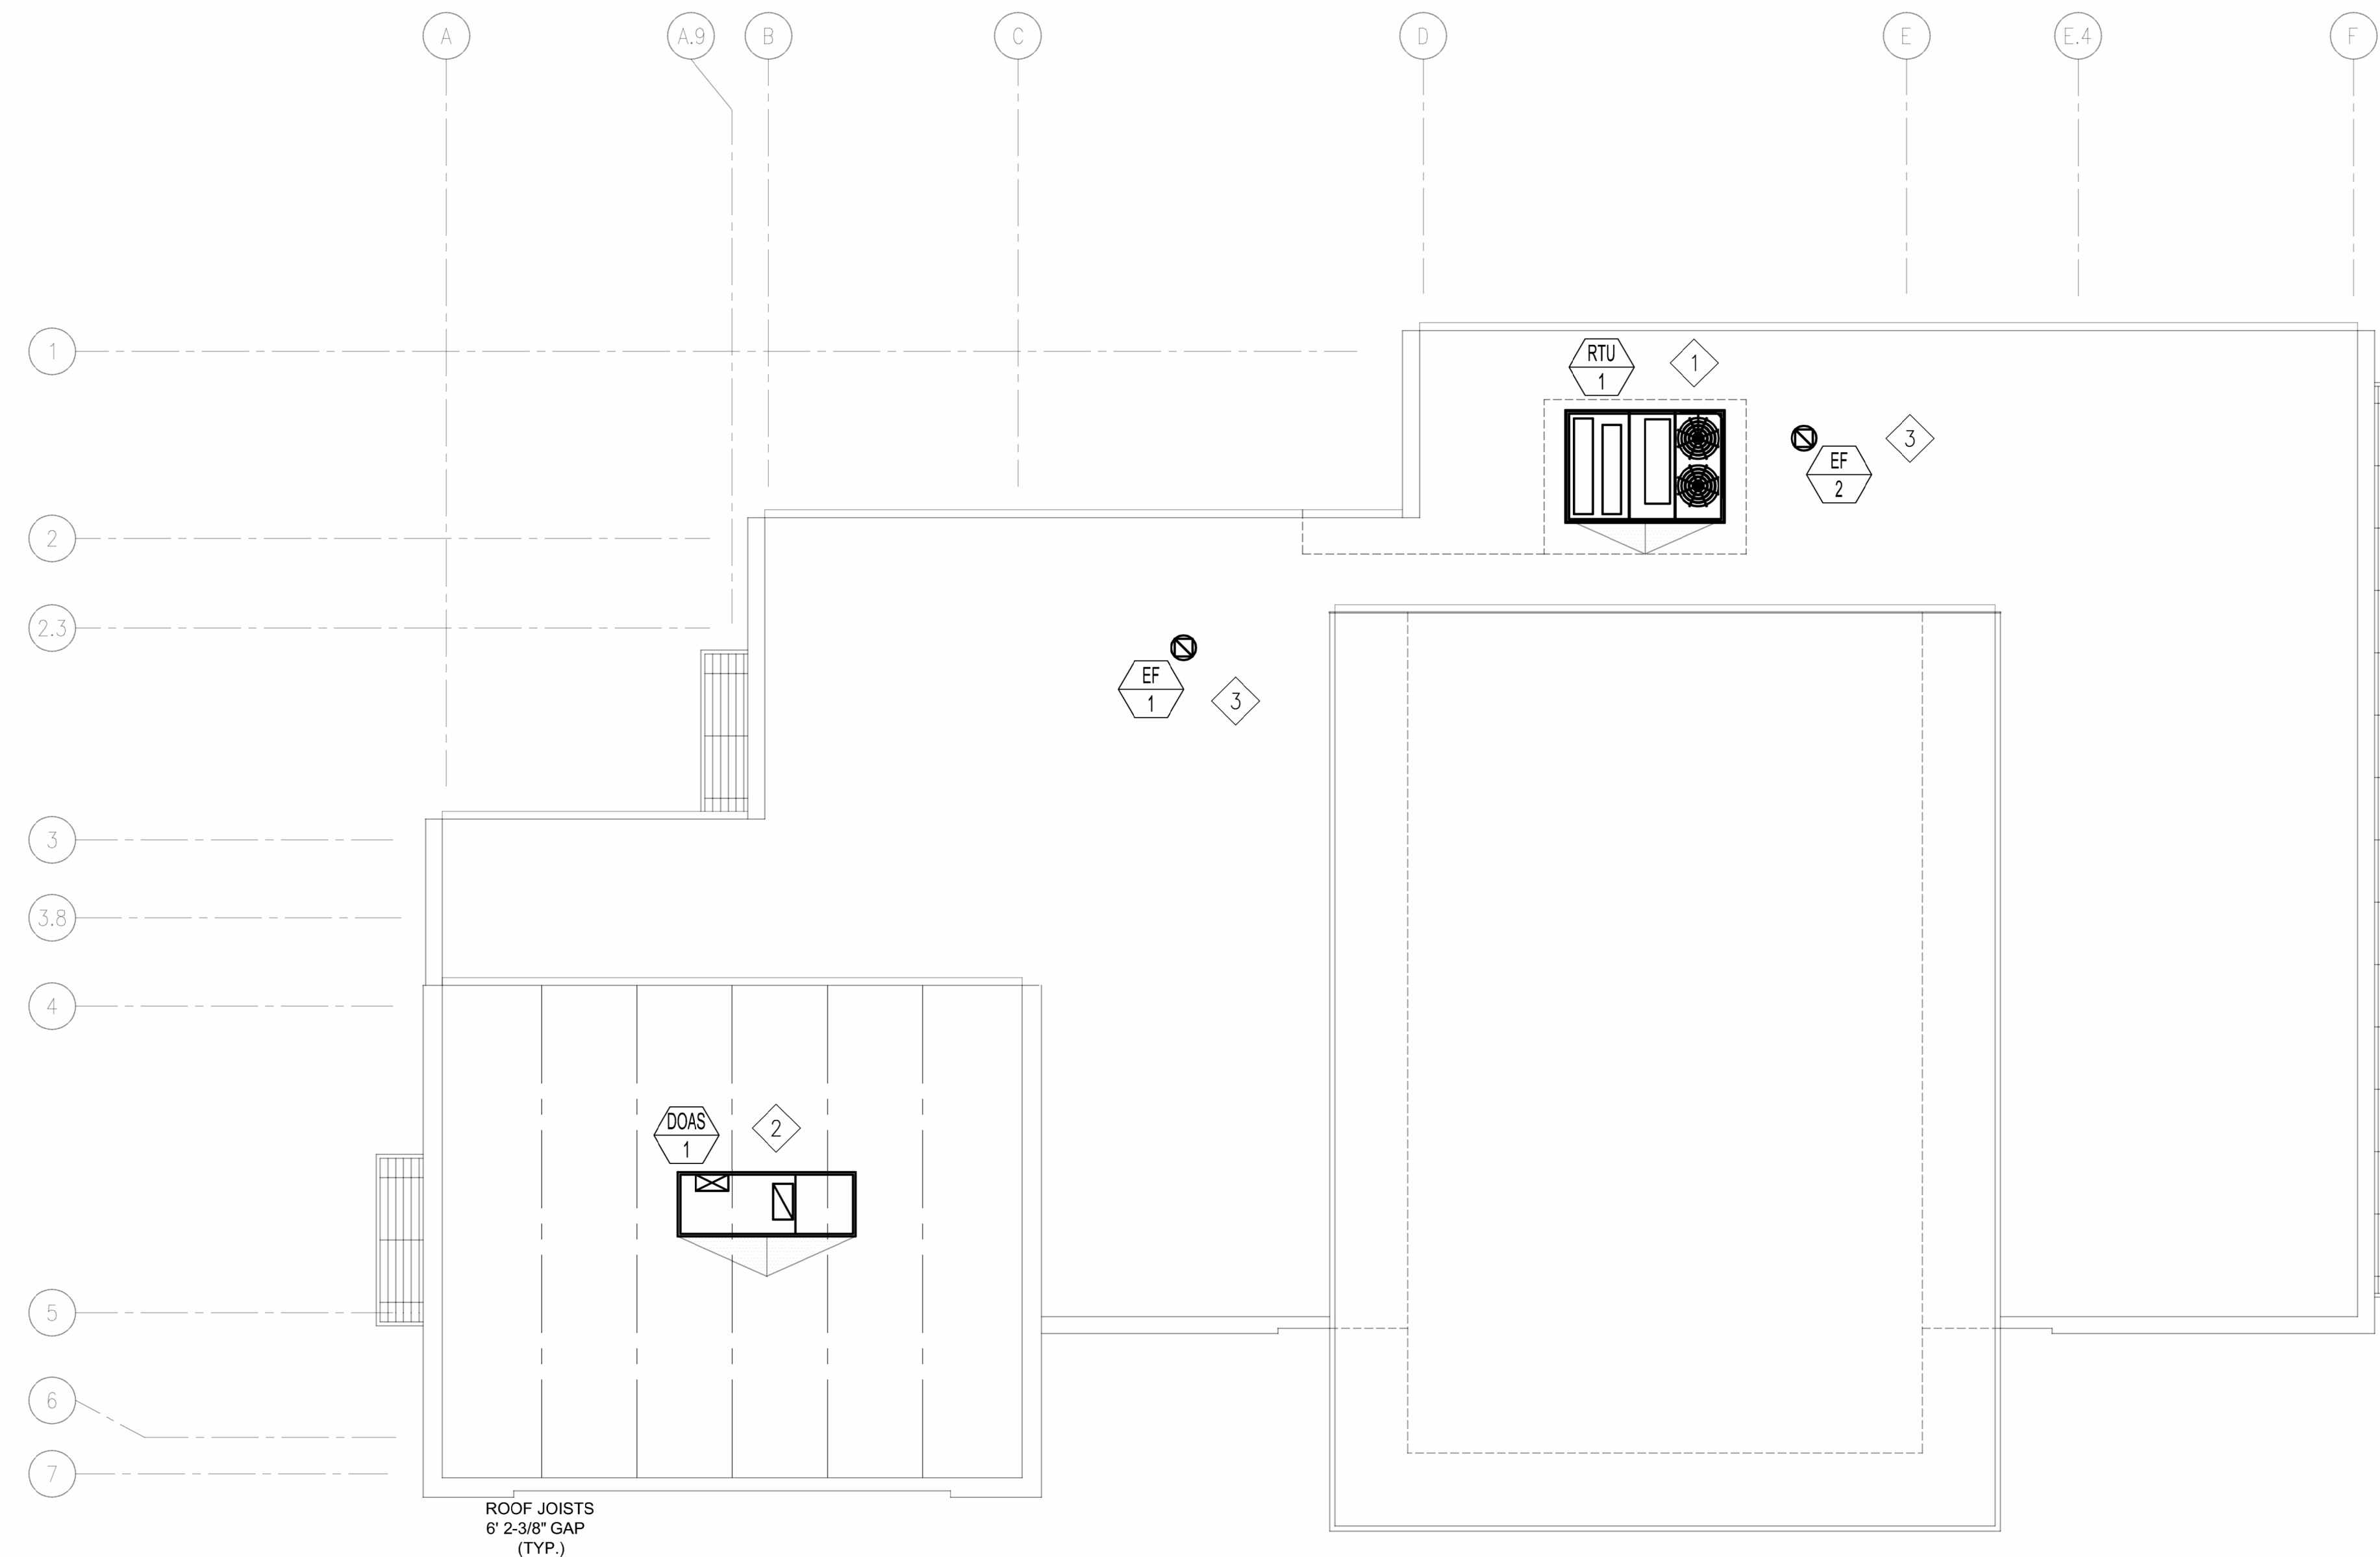 A
A.9
B
C
D
E
E.4
F
1
RTU
1
1
3
EF
2
2
2.3
EF
1
3
3
3.8
4
DOAS
1
2
5
6
7
ROOF JOISTS
6' 2-3/8" GAP
(TYP.)